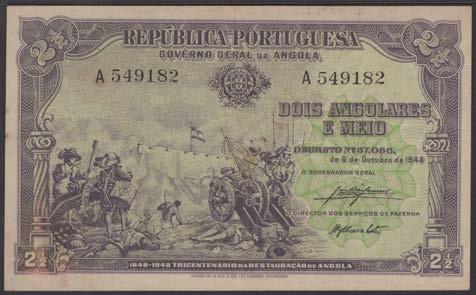 2½
REPÚBLICA PORTUGUESA
2½
GOVÊRNO GERAL DE ANGOLA
A 549182
A 549182
DOIS ANGOLARES
E MEIO
DECRETO Nº 37.086,
de 6 de Outubro de 1948
O GOVERNADOR GERAL
O DIRECTOR DOS SERVIÇOS DE FAZENDA
2½
1648-1948 TRICENTENÁRIO DA RESTAURAÇÃO DE ANGOLA
2½